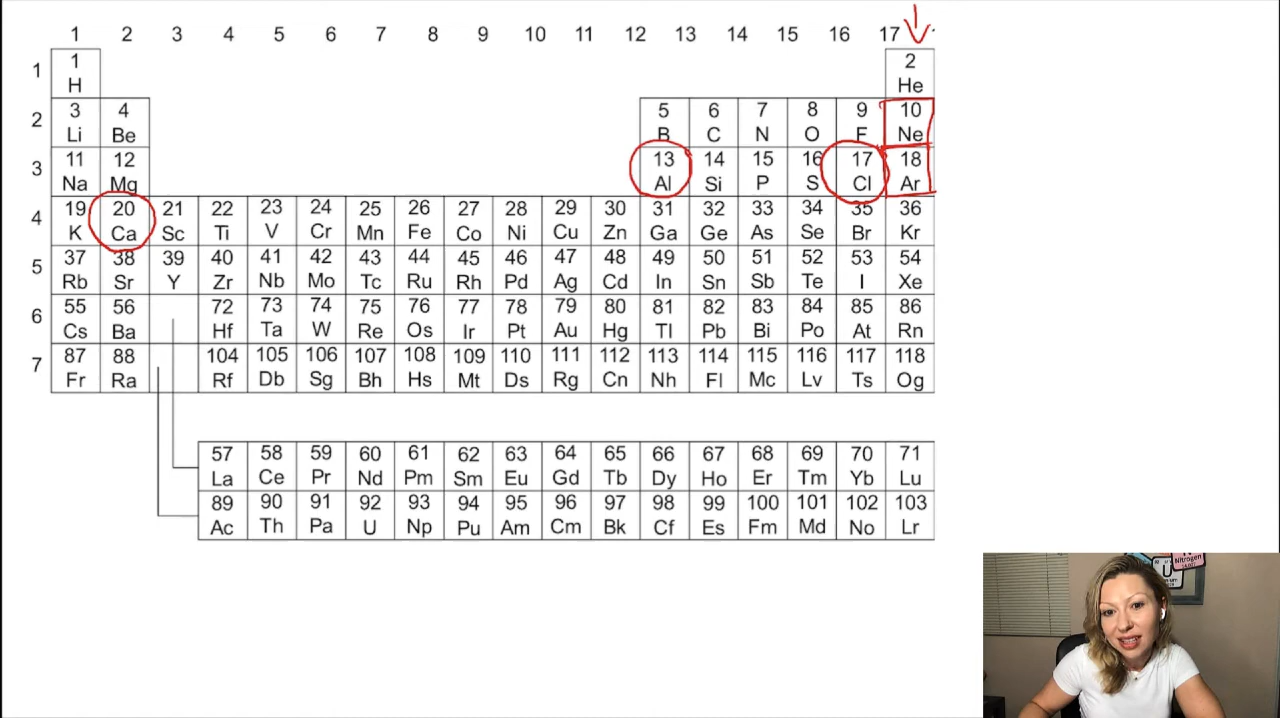 1 2 3 4 5 6 7 8 9 10 11 12 13 14 15 16 17
1 1 2
H He
2 3 4 5 6 7 8 9 10
Li Be B C N O F Ne
3 11 12 13 14 15 16 17 18
Na Mg Al Si P S Cl Ar
4 19 20 21 22 23 24 25 26 27 28 29 30 31 32 33 34 35 36
K Ca Sc Ti V Cr Mn Fe Co Ni Cu Zn Ga Ge As Se Br Kr
5 37 38 39 40 41 42 43 44 45 46 47 48 49 50 51 52 53 54
Rb Sr Y Zr Nb Mo Tc Ru Rh Pd Ag Cd In Sn Sb Te I Xe
6 55 56 72 73 74 75 76 77 78 79 80 81 82 83 84 85 86
Cs Ba Hf Ta W Re Os Ir Pt Au Hg Tl Pb Bi Po At Rn
7 87 88 104 105 106 107 108 109 110 111 112 113 114 115 116 117 118
Fr Ra Rf Db Sg Bh Hs Mt Ds Rg Cn Nh Fl Mc Lv Ts Og
57 58 59 60 61 62 63 64 65 66 67 68 69 70 71
La Ce Pr Nd Pm Sm Eu Gd Tb Dy Ho Er Tm Yb Lu
89 90 91 92 93 94 95 96 97 98 99 100 101 102 103
Ac Th Pa U Np Pu Am Cm Bk Cf Es Fm Md No Lr
Nitrogen
U